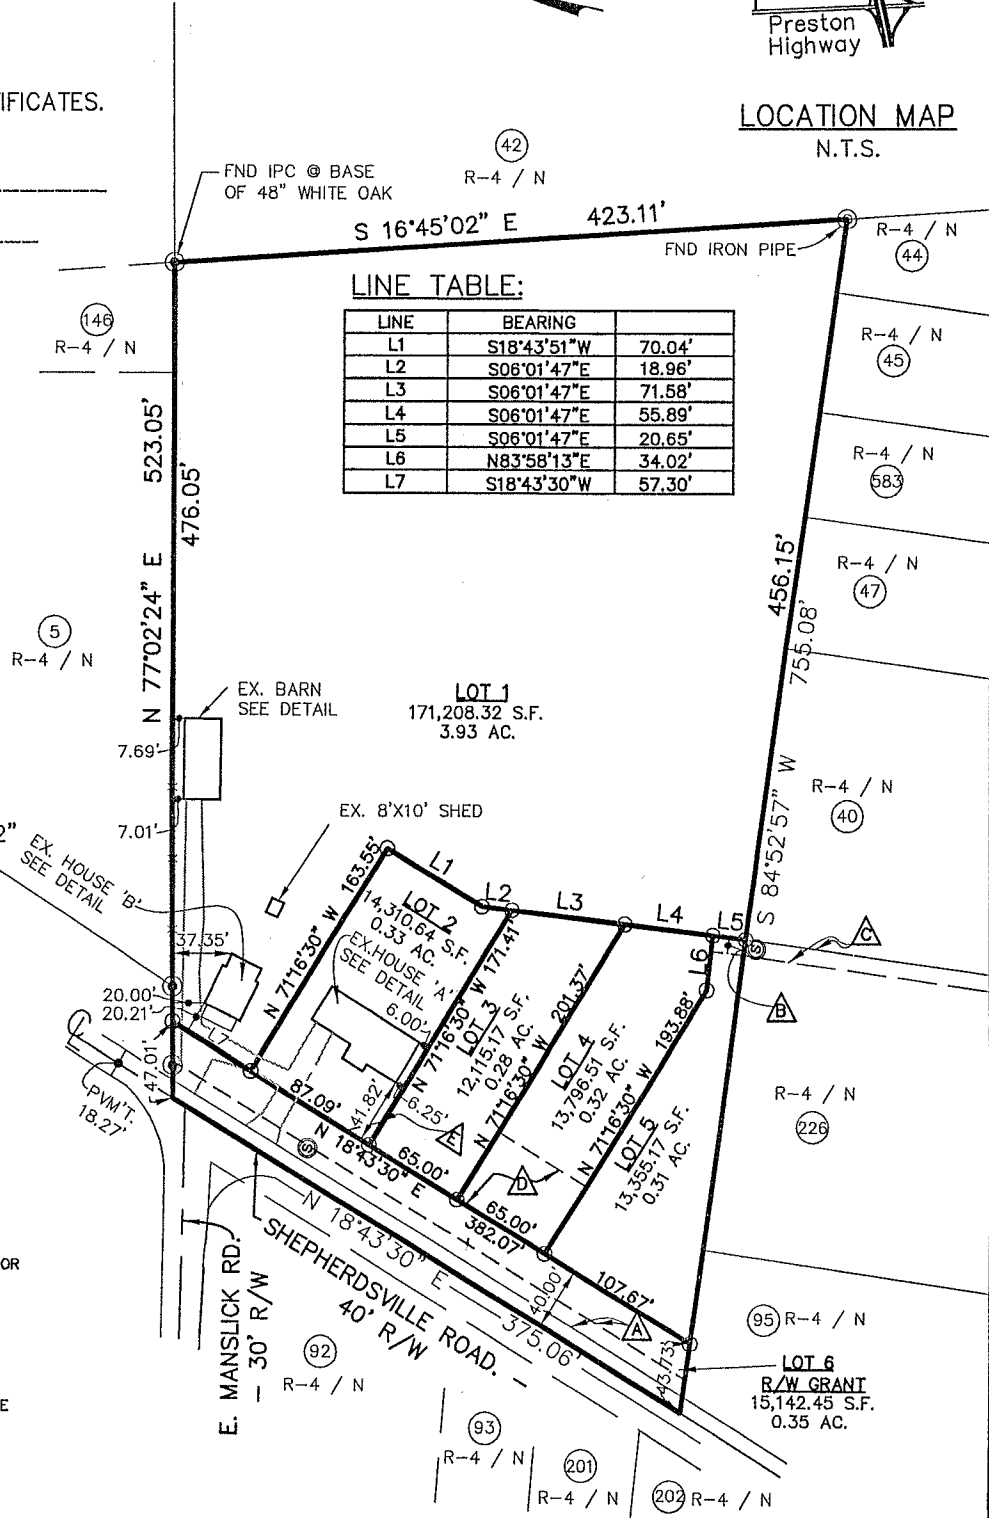 Preston
Highway
IFICATES.
LOCATION MAP
N.T.S.
42
R-4 / N
FND IPC @ BASE
OF 48" WHITE OAK
S 16°45'02" E 423.11'
FND IRON PIPE
R-4 / N
44
LINE TABLE:
LINE BEARING
L1 S18°43'51"W 70.04'
L2 S06°01'47"E 18.96'
L3 S06°01'47"E 71.58'
L4 S06°01'47"E 55.89'
L5 S06°01'47"E 20.65'
L6 N83°58'13"E 34.02'
L7 S18°43'30"W 57.30'
146
R-4 / N
R-4 / N
45
R-4 / N
583
R-4 / N
47
N 77°02'24" E 523.05'
476.05'
456.15'
755.08'
S 84°52'57" W
5
R-4 / N
EX. BARN
SEE DETAIL
LOT 1
171,208.32 S.F.
3.93 AC.
7.69'
7.01'
R-4 / N
40
EX. 8'X10' SHED
2"
EX. HOUSE 'B'
SEE DETAIL
37.35'
20.00'
20.21'
L7
47.01'
PVM'T.
18.27'
L1
L2
L3
L4
L5
L6
S
C
B
N 71°16'30" W 163.55'
LOT 2
14,310.64 S.F.
0.33 AC.
EX.HOUSE 'A'
SEE DETAIL
6.00'
6.25'
41.82'
N 71°16'30" W 171.41'
LOT 3
12,115.17 S.F.
0.28 AC.
N 71°16'30" W 201.37'
LOT 4
13,796.51 S.F.
0.32 AC.
N 71°16'30" W 193.88'
LOT 5
13,355.17 S.F.
0.31 AC.
R-4 / N
226
87.09'
N 18°43'30" E
382.07'
65.00'
65.00'
107.67'
E
D
S
A
40.00'
43.73'
N 18°43'30" E 375.06'
SHEPHERDSVILLE ROAD.
40' R/W
E. MANSLICK RD.
- 30' R/W
OR
E
92
R-4 / N
95 R-4 / N
LOT 6
R/W GRANT
15,142.45 S.F.
0.35 AC.
93
R-4 / N
201
R-4 / N
202 R-4 / N